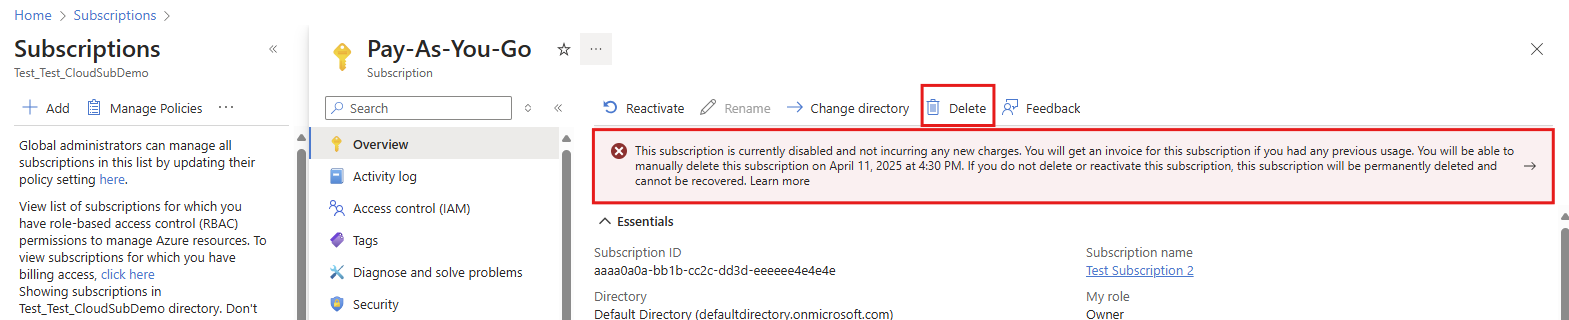 Home > Subscriptions >
Subscriptions
Test_Test_CloudSubDemo
Add Manage Policies ...
Global administrators can manage all
subscriptions in this list by updating their
policy setting here.
View list of subscriptions for which you
have role-based access control (RBAC)
permissions to manage Azure resources. To
view subscriptions for which you have
billing access, click here
Showing subscriptions in
Test_Test_CloudSubDemo directory. Don't
Pay-As-You-Go ...
Subscription
Search
Overview
Activity log
Access control (IAM)
Tags
Diagnose and solve problems
Security
Reactivate Rename Change directory Delete Feedback
This subscription is currently disabled and not incurring any new charges. You will get an invoice for this subscription if you had any previous usage. You will be able to
manually delete this subscription on April 11, 2025 at 4:30 PM. If you do not delete or reactivate this subscription, this subscription will be permanently deleted and
cannot be recovered. Learn more
Essentials
Subscription ID
aaaa0a0a-bb1b-cc2c-dd3d-eeeeee4e4e4e
Directory
Default Directory (defaultdirectory.onmicrosoft.com)
Subscription name
Test Subscription 2
My role
Owner